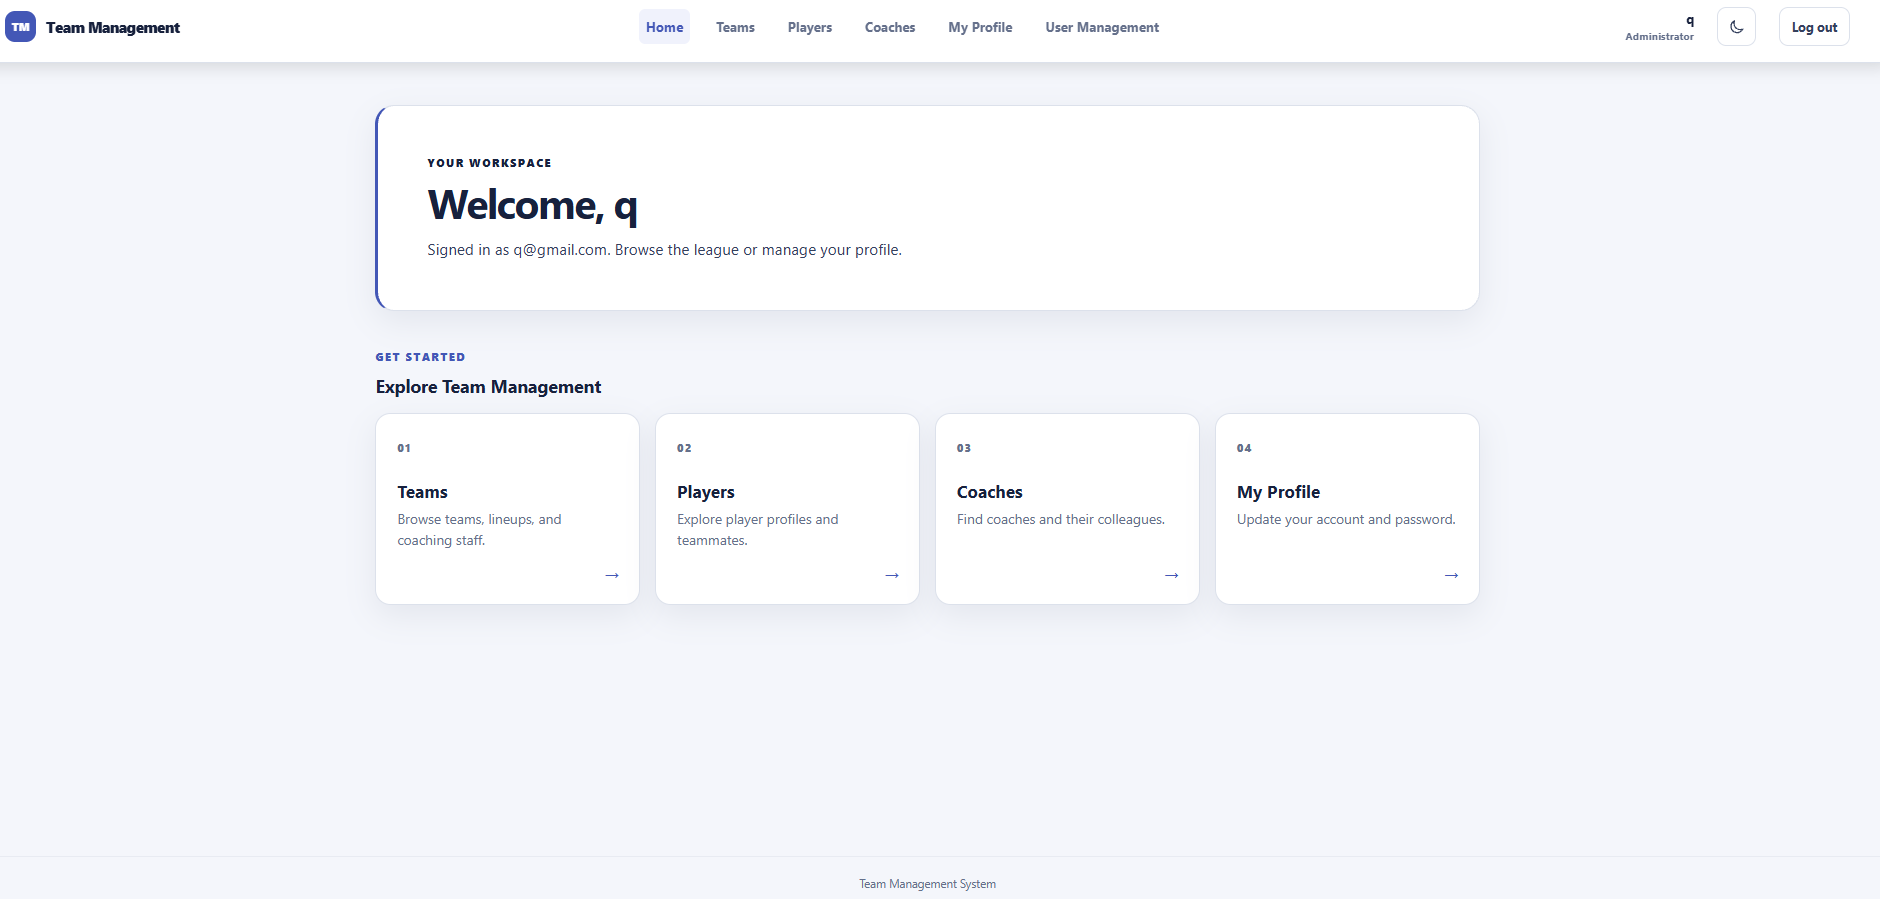 TM Team Management
Home Teams Players Coaches My Profile User Management
q
Administrator
Log out
YOUR WORKSPACE
Welcome, q
Signed in as q@gmail.com. Browse the league or manage your profile.
GET STARTED
Explore Team Management
01
Teams
Browse teams, lineups, and
coaching staff.
→
02
Players
Explore player profiles and
teammates.
→
03
Coaches
Find coaches and their colleagues.
→
04
My Profile
Update your account and password.
→
Team Management System